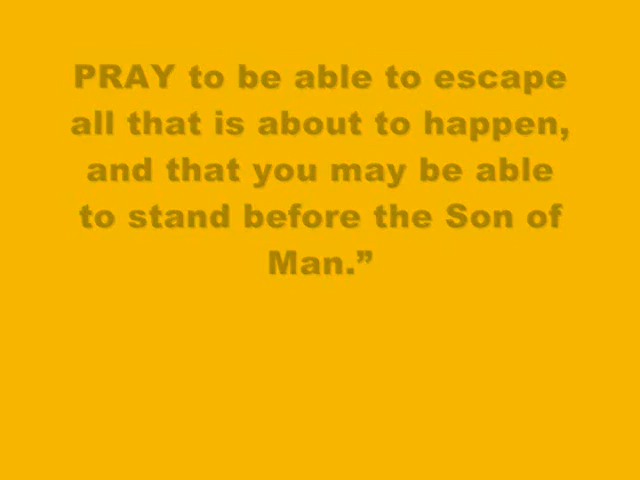 PRAY to be able to escape
all that is about to happen,
and that you may be able
to stand before the Son of
Man.”